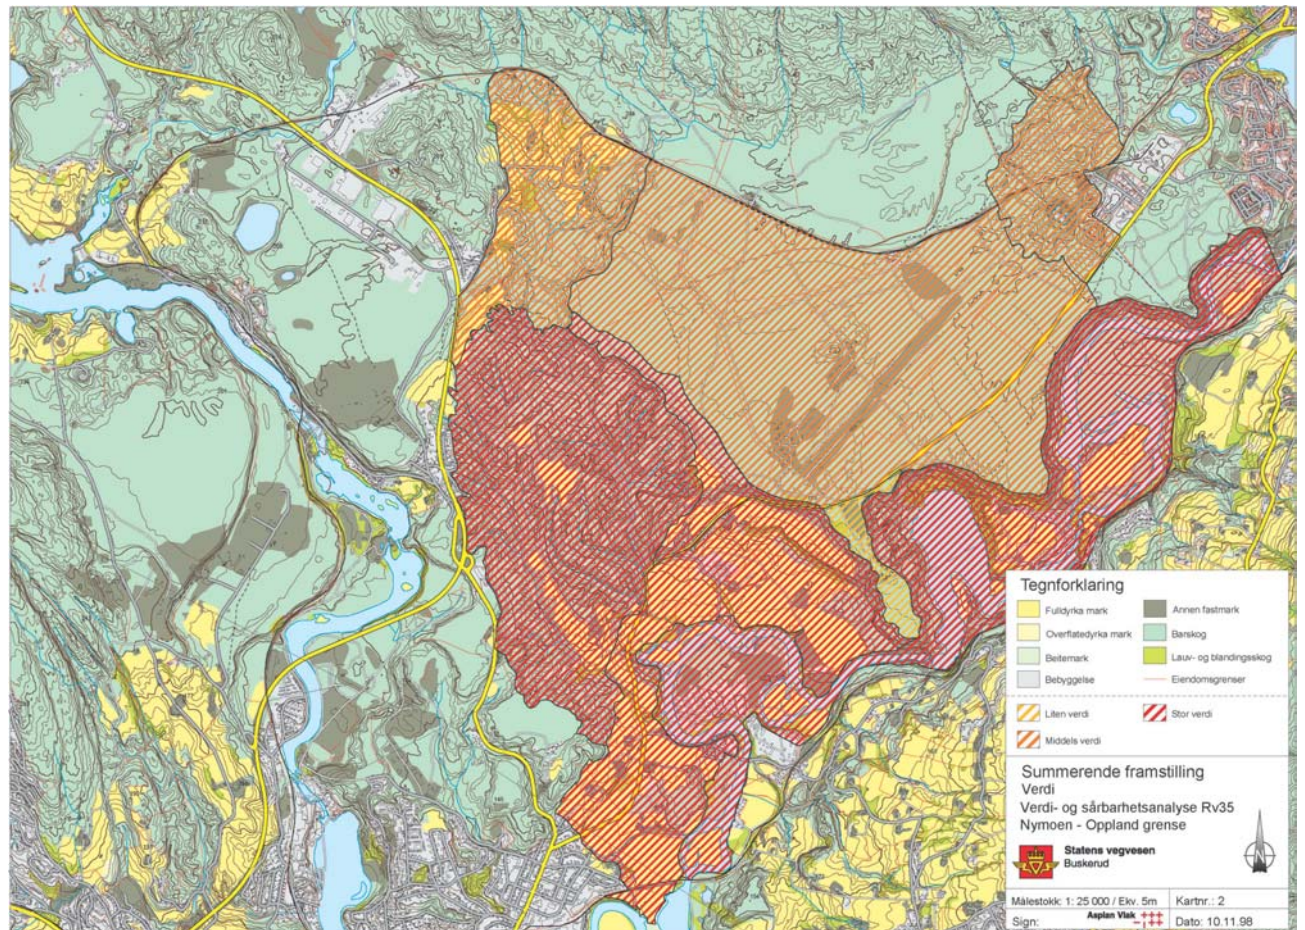 Tegnforklaring
Fulldyrka mark
Annen fastmark
Overflatedyrka mark
Barskog
Beitemark
Lauv- og blandingsskog
Bebyggelse
Eiendomsgrenser
Liten verdi
Stor verdi
Middels verdi
Summerende framstilling
Verdi
Verdi- og sårbarhetsanalyse Rv35
Nymoen - Oppland grense
Statens vegvesen
Buskerud
Målestokk: 1: 25 000 / Ekv. 5m
Kartnr.: 2
Sign:
Asplan Viak
Dato: 10.11.98